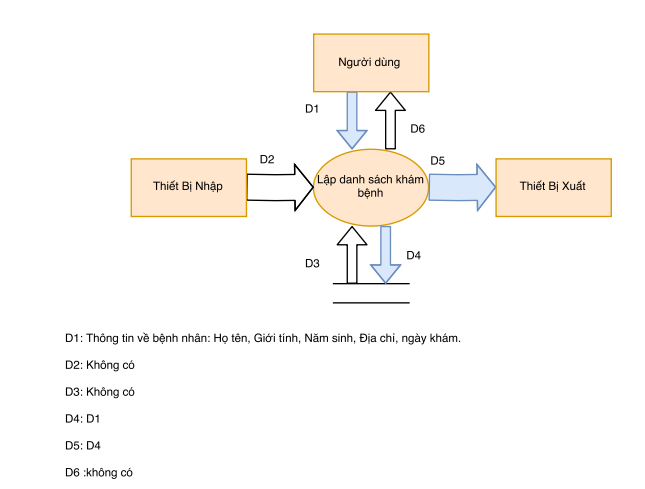 Người dùng
D1
D6
D2
D5
Thiết Bị Nhập
Lập danh sách khám
bệnh
Thiết Bị Xuất
D3
D4
D1: Thông tin về bệnh nhân: Họ tên, Giới tính, Năm sinh, Địa chỉ, ngày khám.
D2: Không có
D3: Không có
D4: D1
D5: D4
D6 :không có